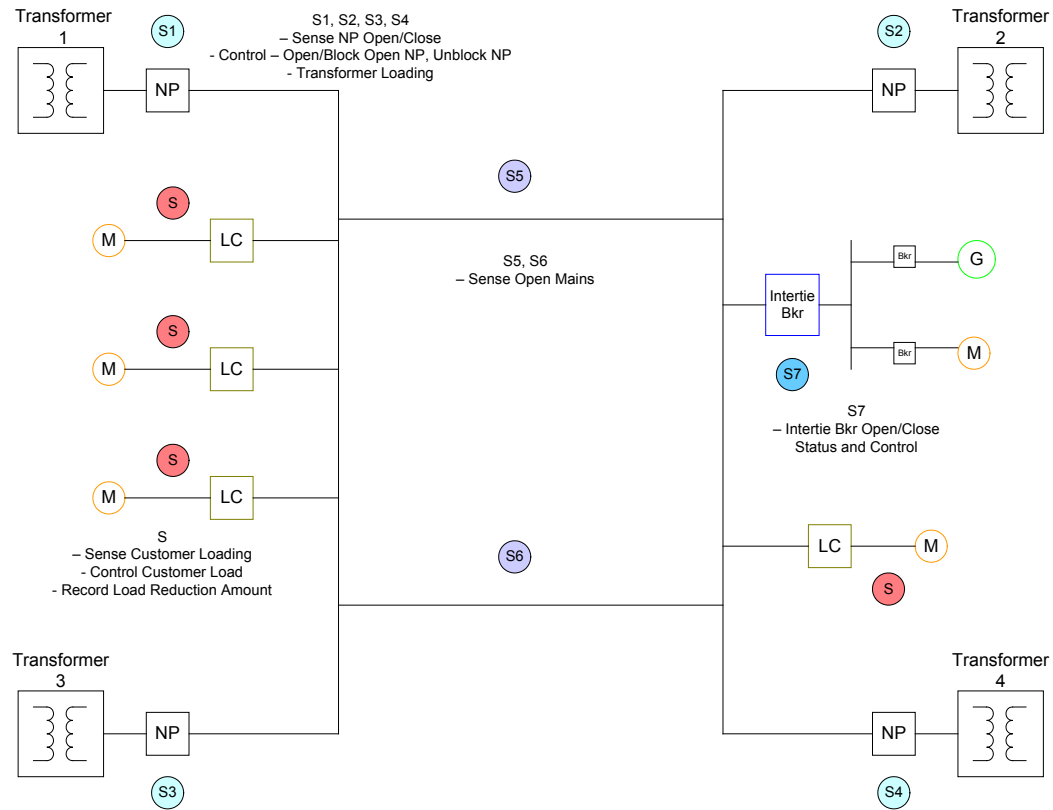 Transformer
1
S1
S1, S2, S3, S4
– Sense NP Open/Close
- Control – Open/Block Open NP, Unblock NP
- Transformer Loading
S2
Transformer
2
NP
NP
S5
S
M
LC
S5, S6
– Sense Open Mains
Bkr
G
Intertie
Bkr
S
M
LC
Bkr
M
S7
S7
– Intertie Bkr Open/Close
Status and Control
S
M
LC
S
– Sense Customer Loading
- Control Customer Load
- Record Load Reduction Amount
S6
LC
M
S
Transformer
3
NP
S3
Transformer
4
NP
S4